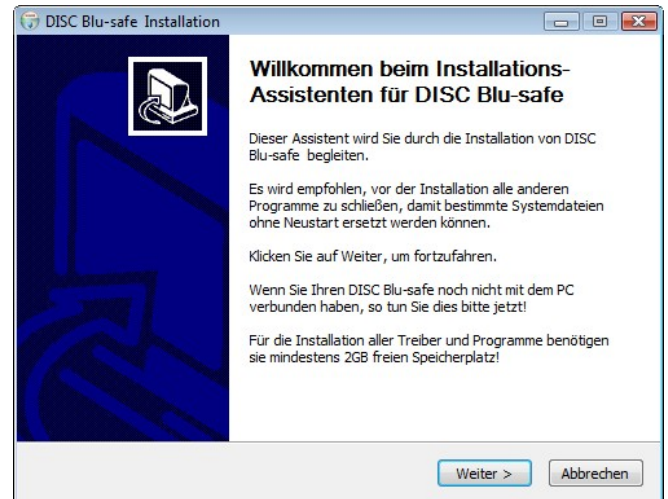 DISC Blu-safe Installation
Willkommen beim Installations-
Assistenten für DISC Blu-safe
Dieser Assistent wird Sie durch die Installation von DISC
Blu-safe begleiten.
Es wird empfohlen, vor der Installation alle anderen
Programme zu schließen, damit bestimmte Systemdateien
ohne Neustart ersetzt werden können.
Klicken Sie auf Weiter, um fortzufahren.
Wenn Sie Ihren DISC Blu-safe noch nicht mit dem PC
verbunden haben, so tun Sie dies bitte jetzt!
Für die Installation aller Treiber und Programme benötigen
sie mindestens 2GB freien Speicherplatz!
Weiter >
Abbrechen